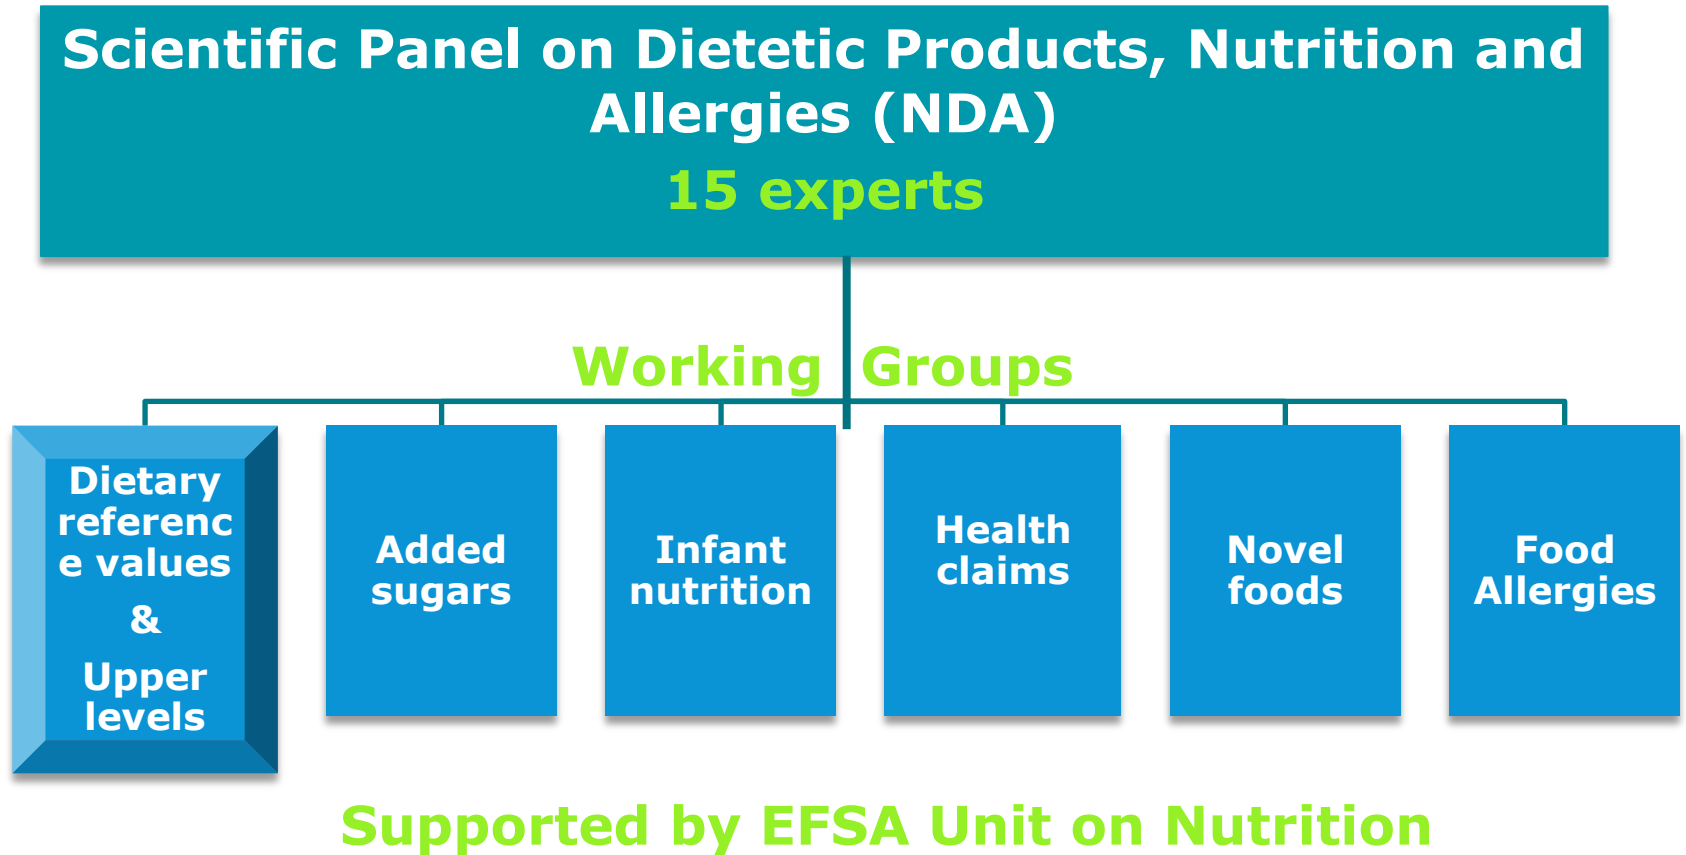 Scientific Panel on Dietetic Products, Nutrition and
Allergies (NDA)
15 experts
Working Groups
Dietary
referenc
e values
&
Upper
levels
Added
sugars
Infant
nutrition
Health
claims
Novel
foods
Food
Allergies
Supported by EFSA Unit on Nutrition